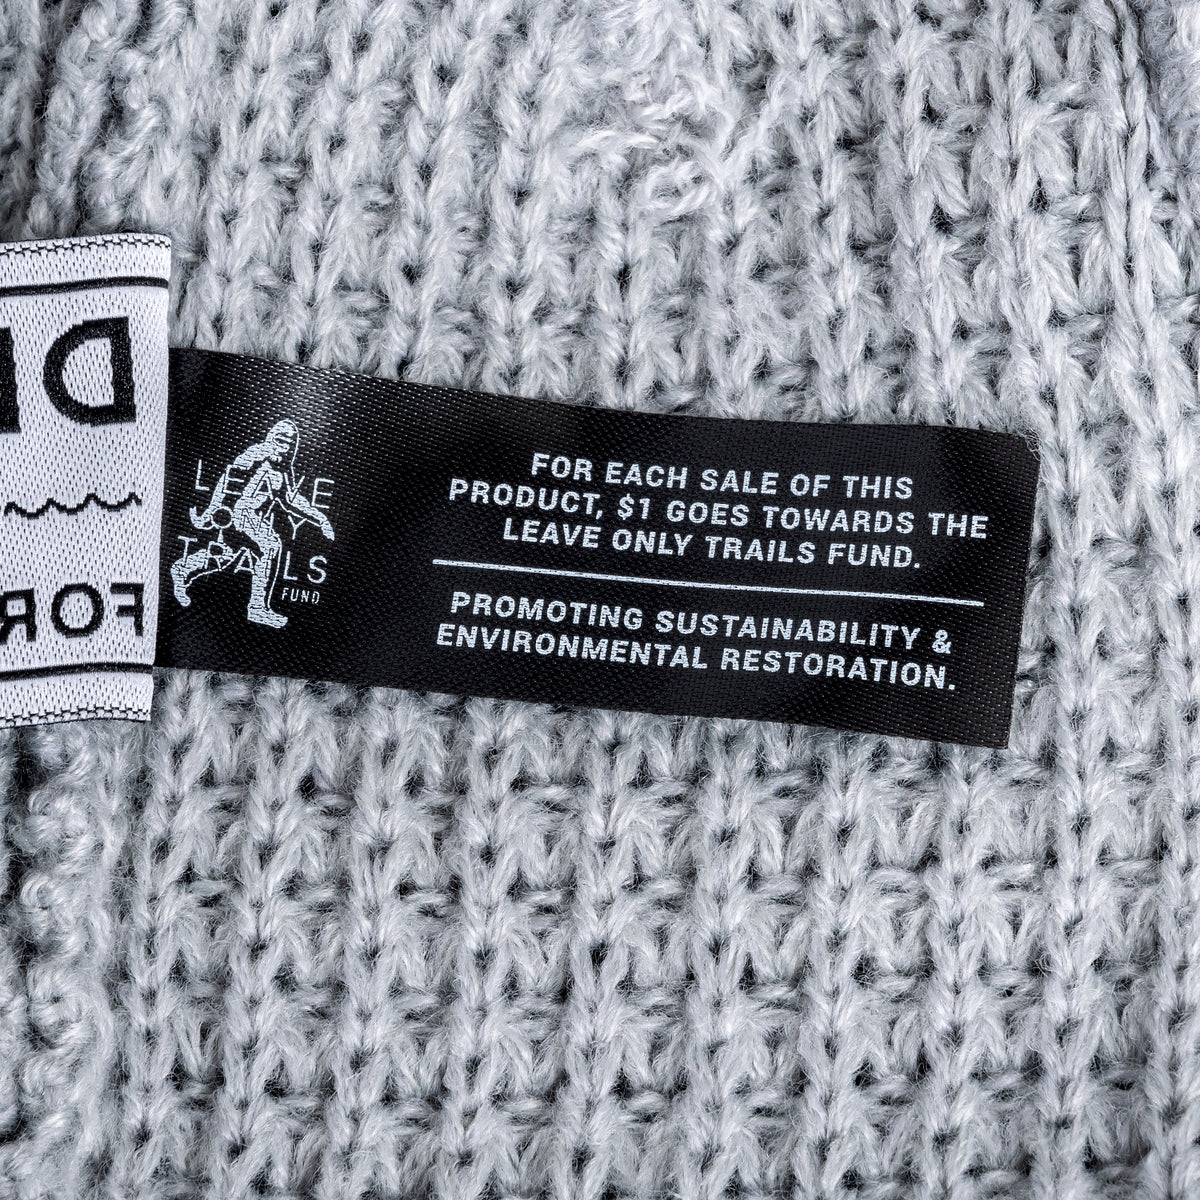 LEAVE
ONLY
TRAILS
FUND
FOR EACH SALE OF THIS
PRODUCT, $1 GOES TOWARDS THE
LEAVE ONLY TRAILS FUND.
PROMOTING SUSTAINABILITY &
ENVIRONMENTAL RESTORATION.
FOR